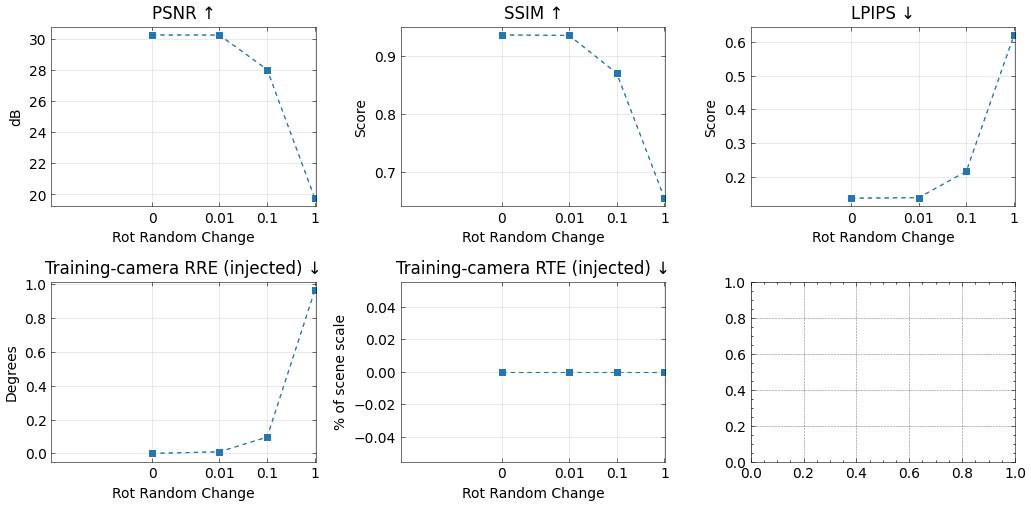 PSNR ↑
30
28
26
24
22
20
dB
0 0.01 0.1 1
Rot Random Change
SSIM ↑
0.9
0.8
0.7
Score
0 0.01 0.1 1
Rot Random Change
LPIPS ↓
0.6
0.5
0.4
0.3
0.2
Score
0 0.01 0.1 1
Rot Random Change
Training-camera RRE (injected) ↓
1.0
0.8
0.6
0.4
0.2
0.0
Degrees
0 0.01 0.1 1
Rot Random Change
Training-camera RTE (injected) ↓
0.04
0.02
0.00
−0.02
−0.04
% of scene scale
0 0.01 0.1 1
Rot Random Change
1.0
0.8
0.6
0.4
0.2
0.0
0.0 0.2 0.4 0.6 0.8 1.0